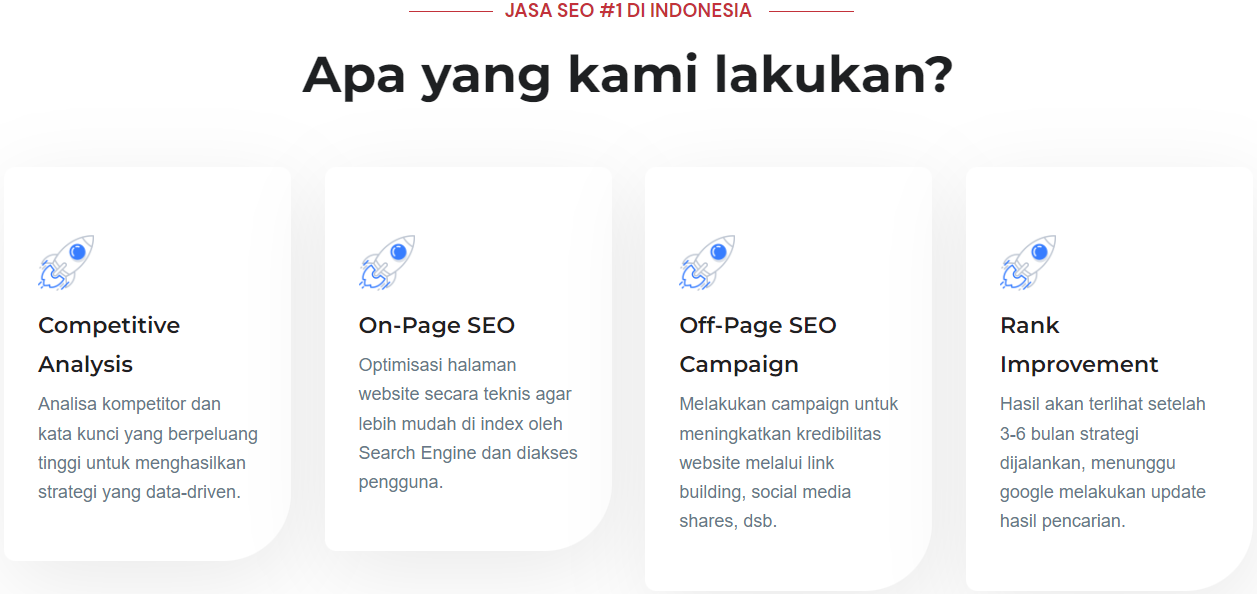 JASA SEO #1 DI INDONESIA
Apa yang kami lakukan?
Competitive
Analysis
Analisa kompetitor dan
kata kunci yang berpeluang
tinggi untuk menghasilkan
strategi yang data-driven.
On-Page SEO
Optimisasi halaman
website secara teknis agar
lebih mudah di index oleh
Search Engine dan diakses
pengguna.
Off-Page SEO
Campaign
Melakukan campaign untuk
meningkatkan kredibilitas
website melalui link
building, social media
shares, dsb.
Rank
Improvement
Hasil akan terlihat setelah
3-6 bulan strategi
dijalankan, menunggu
google melakukan update
hasil pencarian.